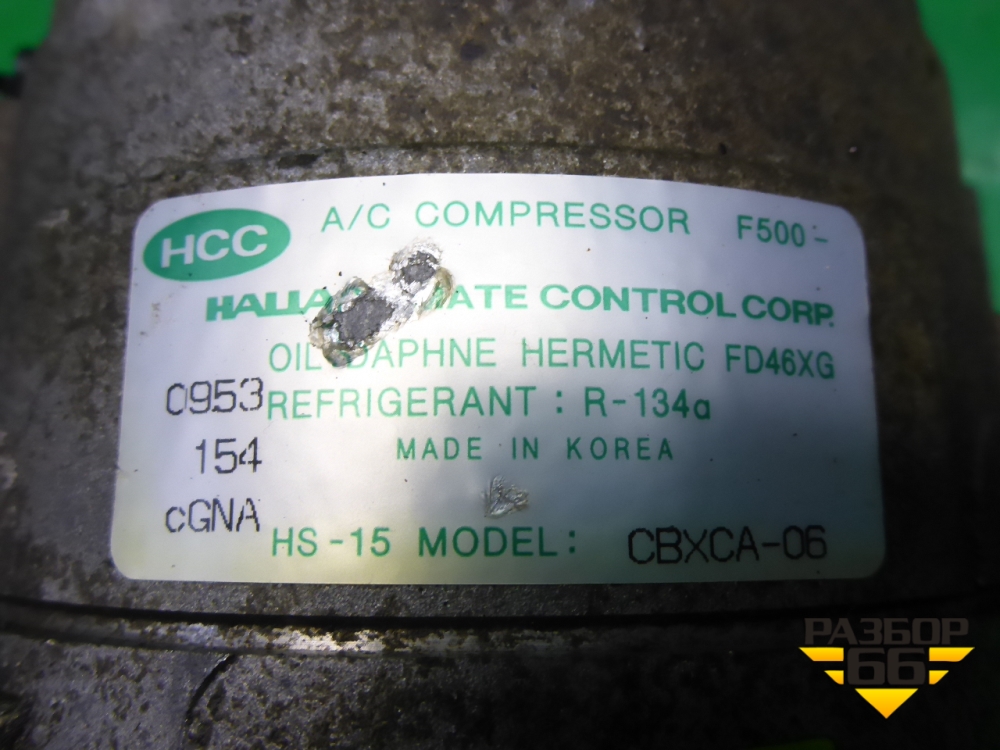 HCC
A/C COMPRESSOR F500-
CONTROL CORP.
OIL DAPHNE HERMETIC FD46XG
0953
REFRIGERANT : R-134a
154
MADE IN KOREA
cGNA
HS-15 MODEL: CBXCA-06
РАЗБОР
66